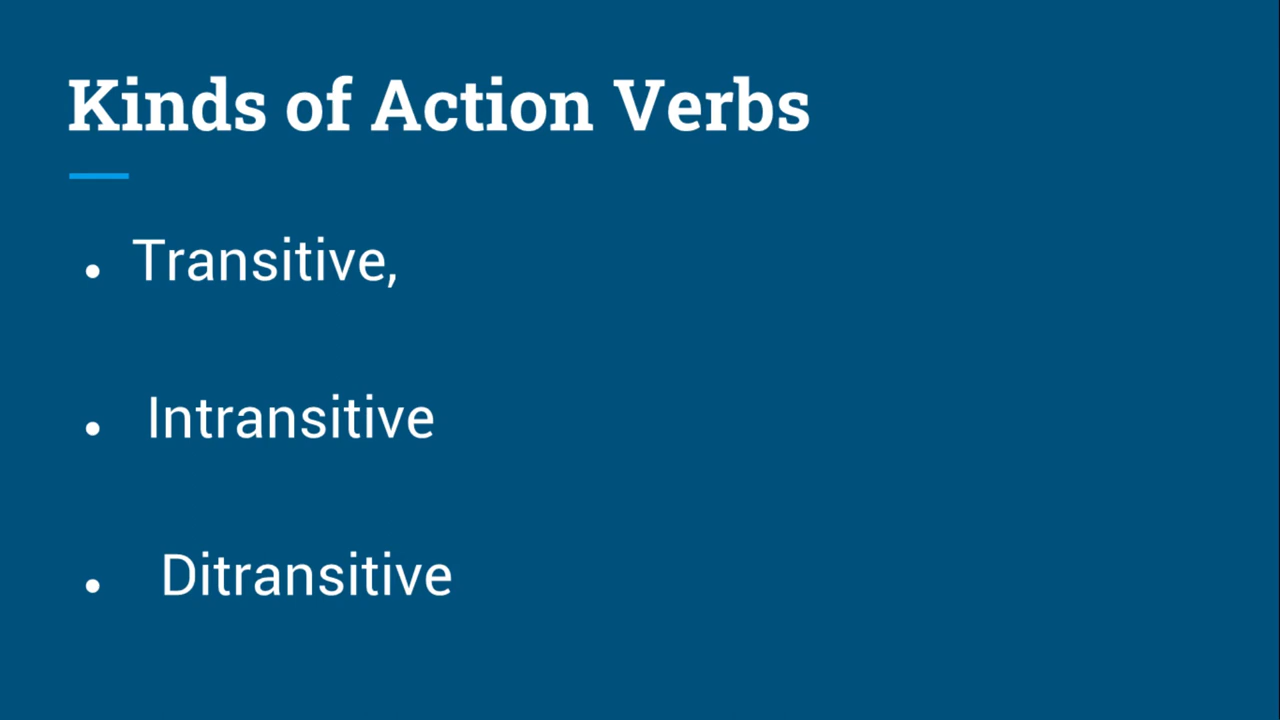 Kinds of Action Verbs
• Transitive,
• Intransitive
• Ditransitive